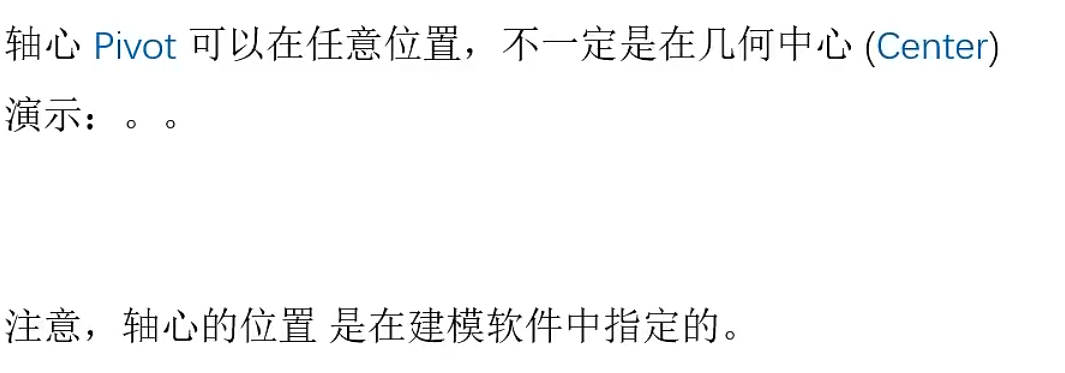 轴心 Pivot 可以在任意位置，不一定是在几何中心 (Center)
演示：。。
注意，轴心的位置 是在建模软件中指定的。